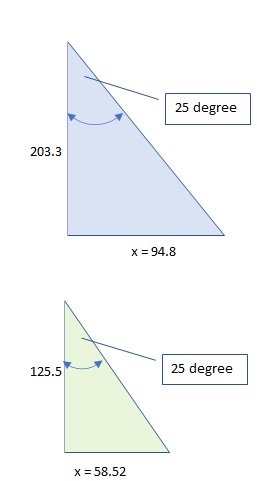 25 degree
203.3
x = 94.8
25 degree
125.5
x = 58.52